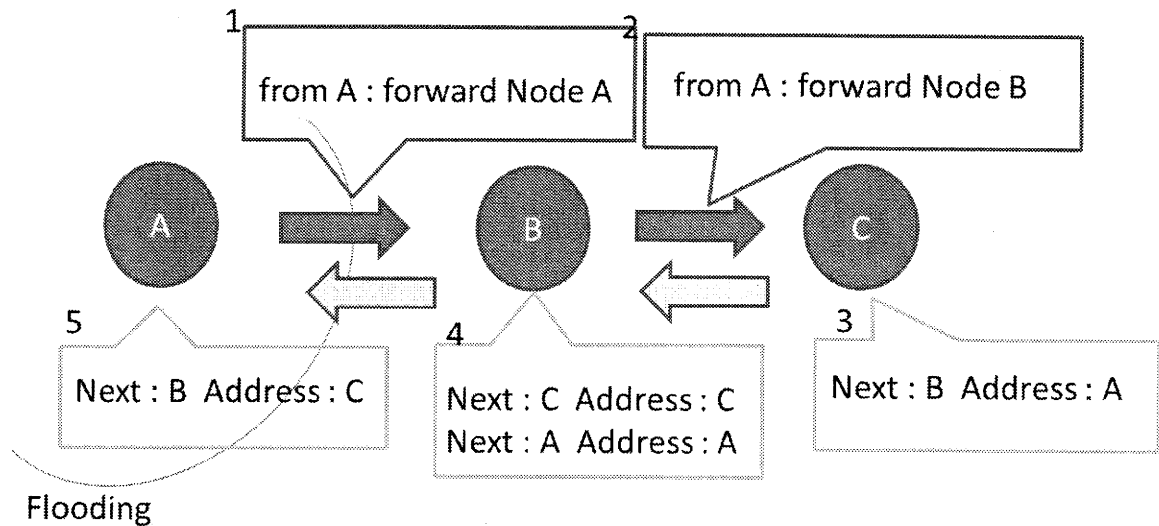 1
from A : forward Node A
2
from A : forward Node B
A
B
C
5
Next : B Address : C
4
Next : C Address : C
Next : A Address : A
3
Next : B Address : A
Flooding